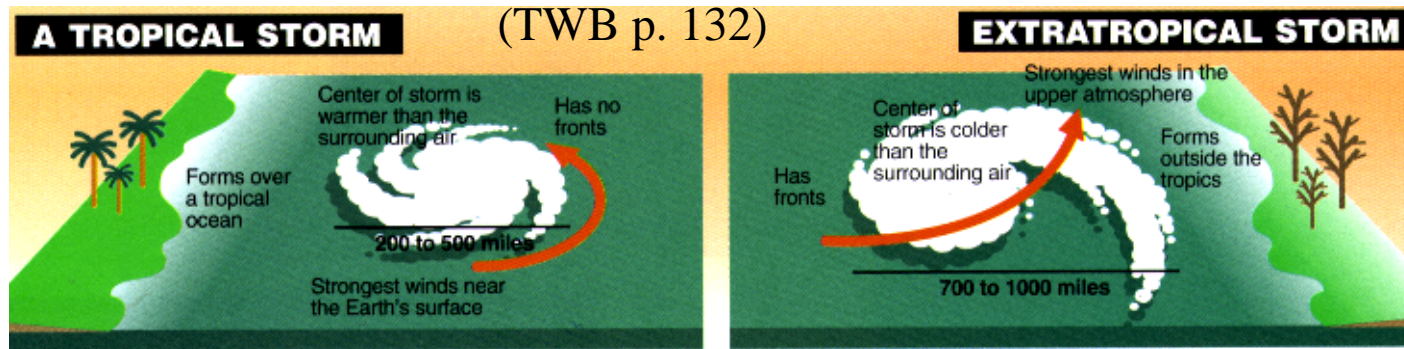 A TROPICAL STORM
(TWB p. 132)
EXTRATROPICAL STORM
Center of storm is
warmer than the
surrounding air
Has no
fronts
Forms over
a tropical
ocean
200 to 500 miles
Strongest winds near
the Earth's surface
Strongest winds in the
upper atmosphere
Center of
storm is colder
than the
surrounding air
Forms
outside the
tropics
Has
fronts
700 to 1000 miles